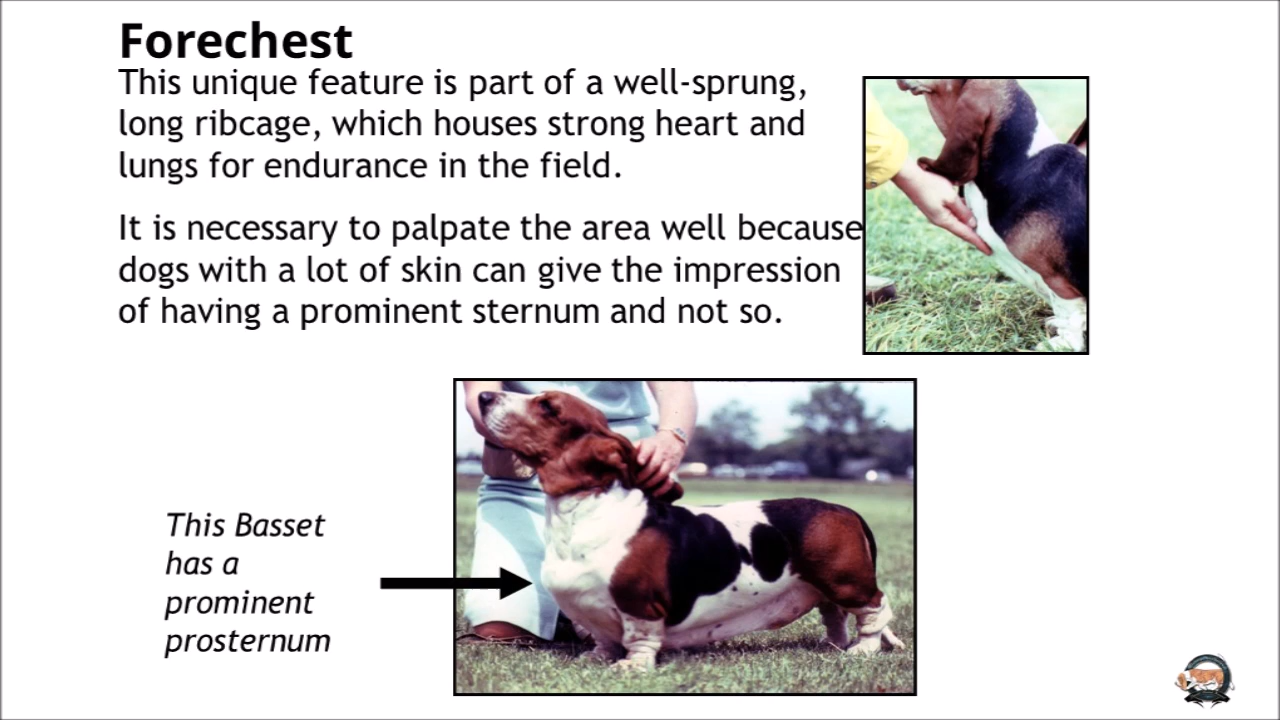 Forechest
This unique feature is part of a well-sprung,
long ribcage, which houses strong heart and
lungs for endurance in the field.
It is necessary to palpate the area well because
dogs with a lot of skin can give the impression
of having a prominent sternum and not so.
This Basset
has a
prominent
prosternum